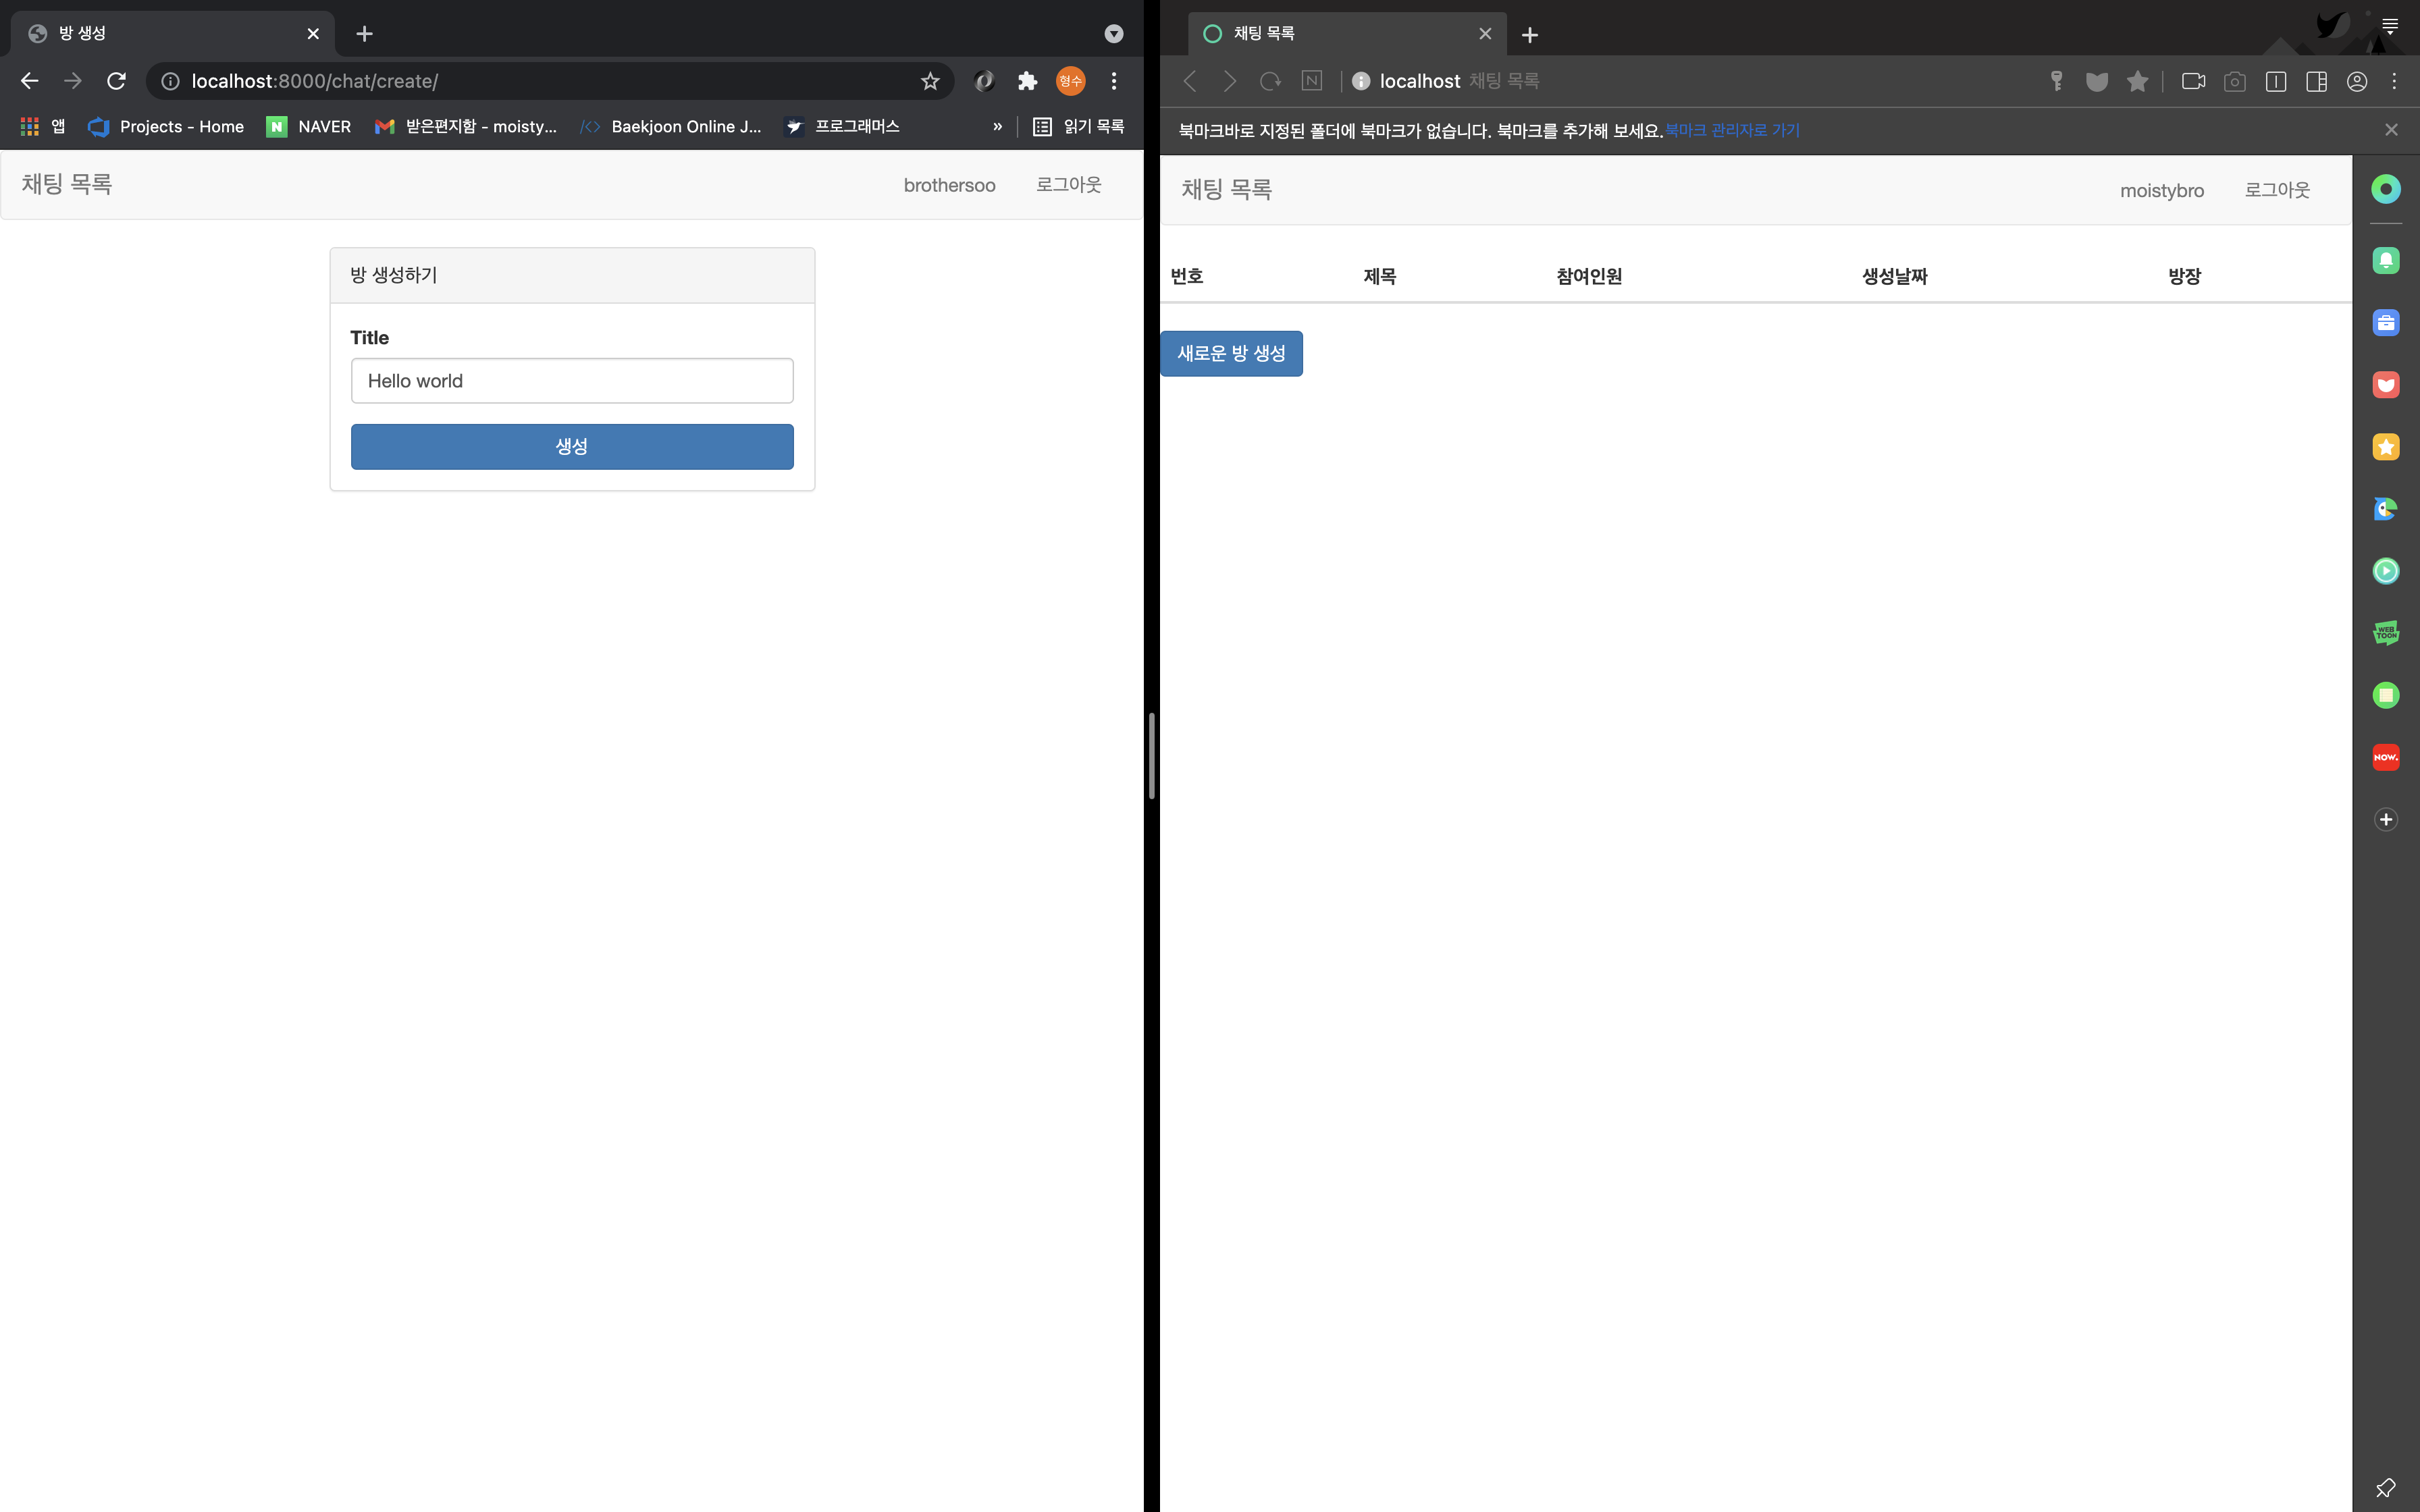 방 생성
localhost:8000/chat/create/
형수
앱 Projects - Home NAVER 받은편지함 - moisty... Baekjoon Online J... 프로그래머스 » 읽기 목록
채팅 목록 brothersoo 로그아웃
방 생성하기
Title
Hello world
생성
채팅 목록
localhost 채팅 목록
북마크바로 지정된 폴더에 북마크가 없습니다. 북마크를 추가해 보세요. 북마크 관리자로 가기
채팅 목록 moistybro 로그아웃
번호 제목 참여인원 생성날짜 방장
새로운 방 생성
WEB
TOON
NOW.